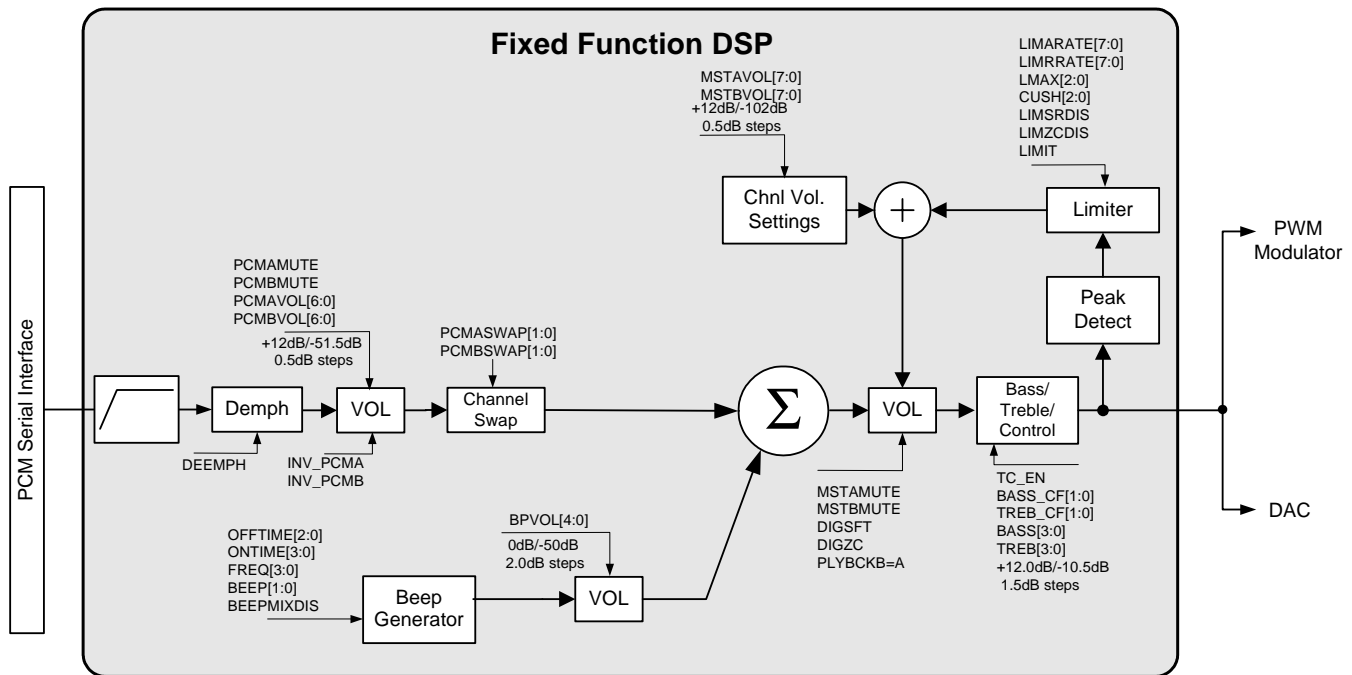 Fixed Function DSP
MSTAVOL[7:0]
MSTBVOL[7:0]
+12dB/-102dB
0.5dB steps
LIMARATE[7:0]
LIMRRATE[7:0]
LMAX[2:0]
CUSH[2:0]
LIMSRDIS
LIMZCDIS
LIMIT
Chnl Vol.
Settings
+
Limiter
PWM
Modulator
Peak
Detect
PCM Serial Interface
PCMAMUTE
PCMBMUTE
PCMAVOL[6:0]
PCMBVOL[6:0]
+12dB/-51.5dB
0.5dB steps
PCMASWAP[1:0]
PCMBSWAP[1:0]
Demph
VOL
Channel
Swap
Σ
VOL
Bass/
Treble/
Control
DEEMPH
INV_PCMA
INV_PCMB
MSTAMUTE
MSTBMUTE
DIGSFT
DIGZC
PLYBCKB=A
TC_EN
BASS_CF[1:0]
TREB_CF[1:0]
BASS[3:0]
TREB[3:0]
+12.0dB/-10.5dB
1.5dB steps
DAC
OFFTIME[2:0]
ONTIME[3:0]
FREQ[3:0]
BEEP[1:0]
BEEPMIXDIS
BPVOL[4:0]
0dB/-50dB
2.0dB steps
Beep
Generator
VOL